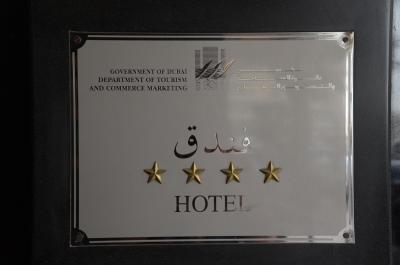 GOVERNMENT OF DUBAI
DEPARTMENT OF TOURISM
AND COMMERCE MARKETING
فندق
HOTEL